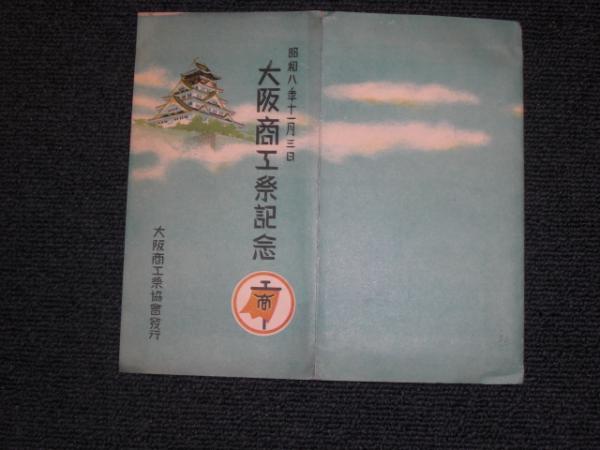 昭和八年十一月三日
大阪商工祭記念
工商
大阪商工祭協會發行